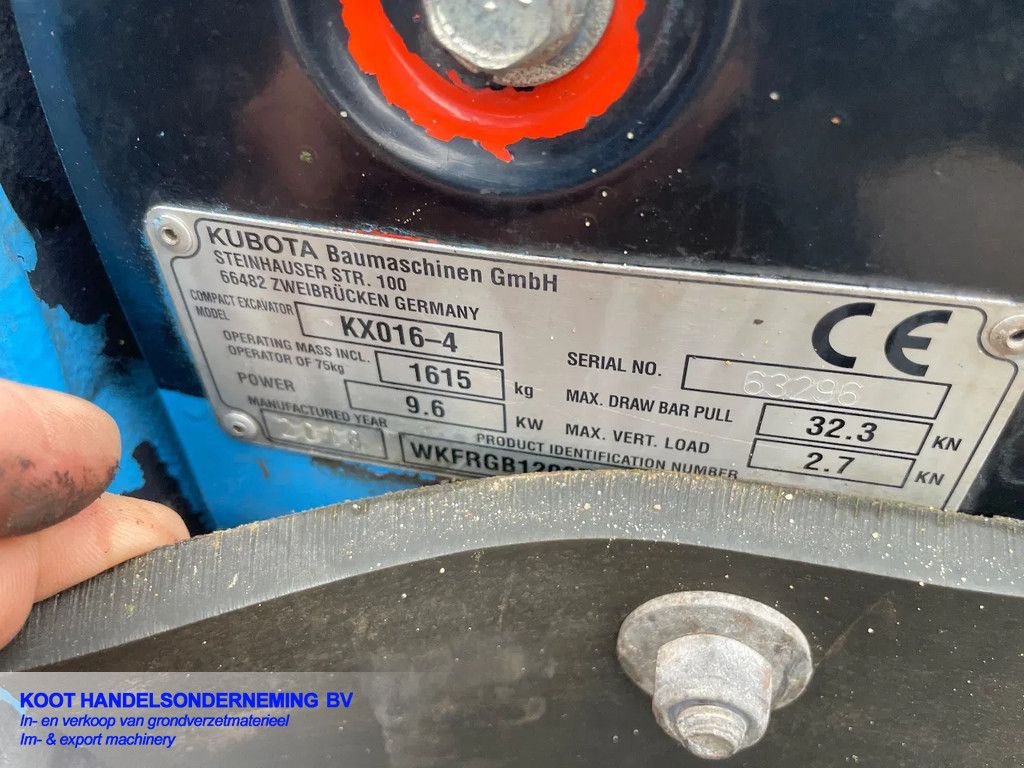 KUBOTA Baumaschinen GmbH
STEINHAUSER STR. 100
66482 ZWEIBRÜCKEN GERMANY
COMPACT EXCAVATOR
MODEL
KX016-4
OPERATING MASS INCL.
OPERATOR OF 75kg
1615 kg
POWER
9.6 KW
MANUFACTURED YEAR
CE
SERIAL NO. 63296
MAX. DRAW BAR PULL 32.3 KN
MAX. VERT. LOAD 2.7 KN
PRODUCT IDENTIFICATION NUMBER
KOOT HANDELSONDERNEMING BV
In- en verkoop van grondverzetmaterieel
Im- & export machinery